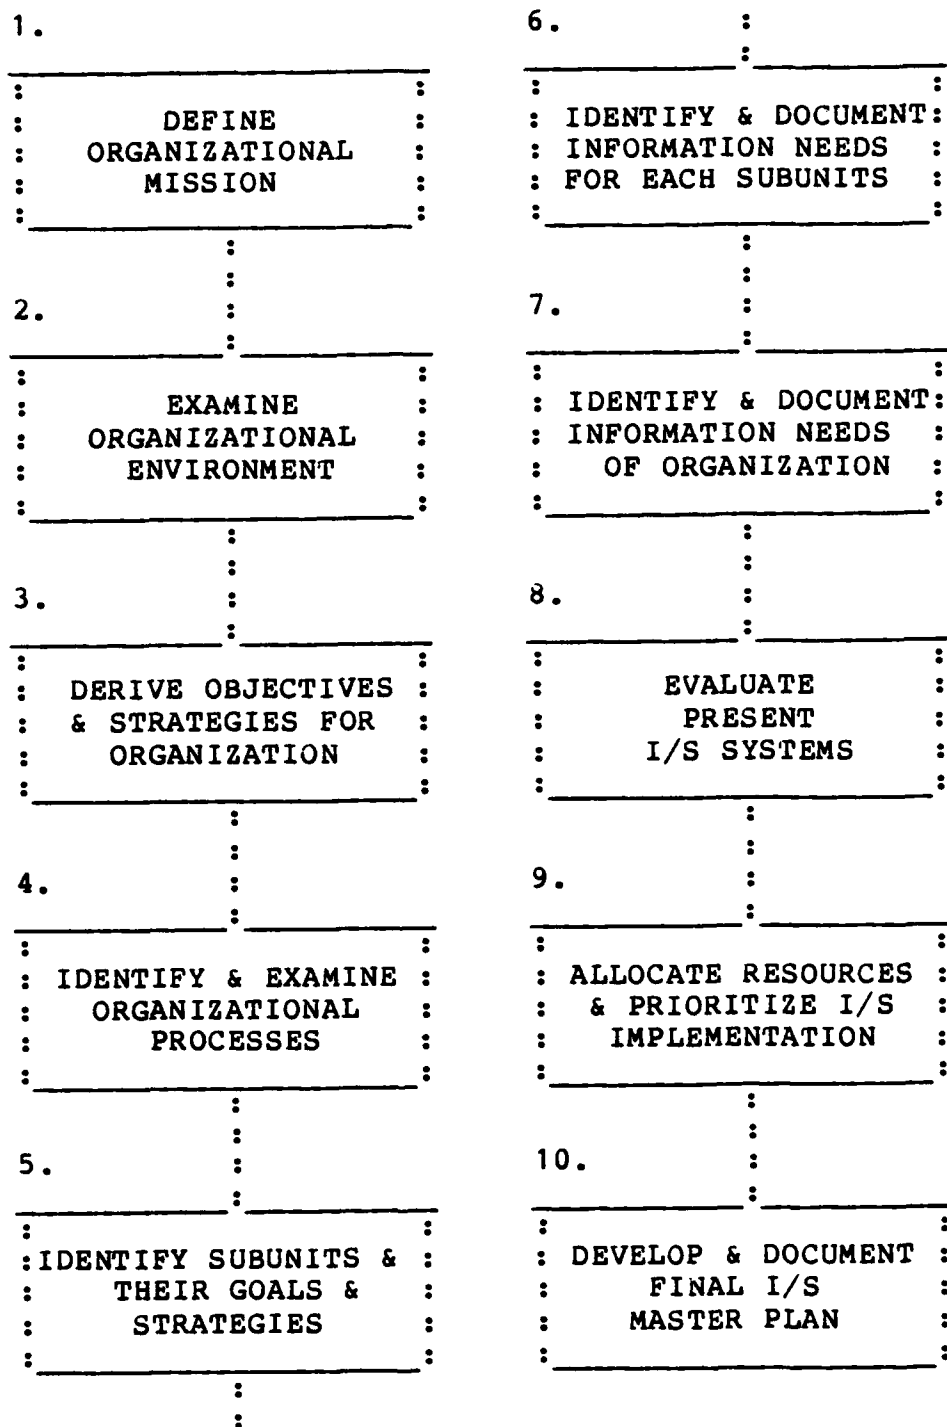 1.
DEFINE
ORGANIZATIONAL
MISSION
2.
EXAMINE
ORGANIZATIONAL
ENVIRONMENT
3.
DERIVE OBJECTIVES
& STRATEGIES FOR
ORGANIZATION
4.
IDENTIFY & EXAMINE
ORGANIZATIONAL
PROCESSES
5.
IDENTIFY SUBUNITS &
THEIR GOALS &
STRATEGIES
6.
IDENTIFY & DOCUMENT
INFORMATION NEEDS
FOR EACH SUBUNITS
7.
IDENTIFY & DOCUMENT
INFORMATION NEEDS
OF ORGANIZATION
8.
EVALUATE
PRESENT
I/S SYSTEMS
9.
ALLOCATE RESOURCES
& PRIORITIZE I/S
IMPLEMENTATION
10.
DEVELOP & DOCUMENT
FINAL I/S
MASTER PLAN